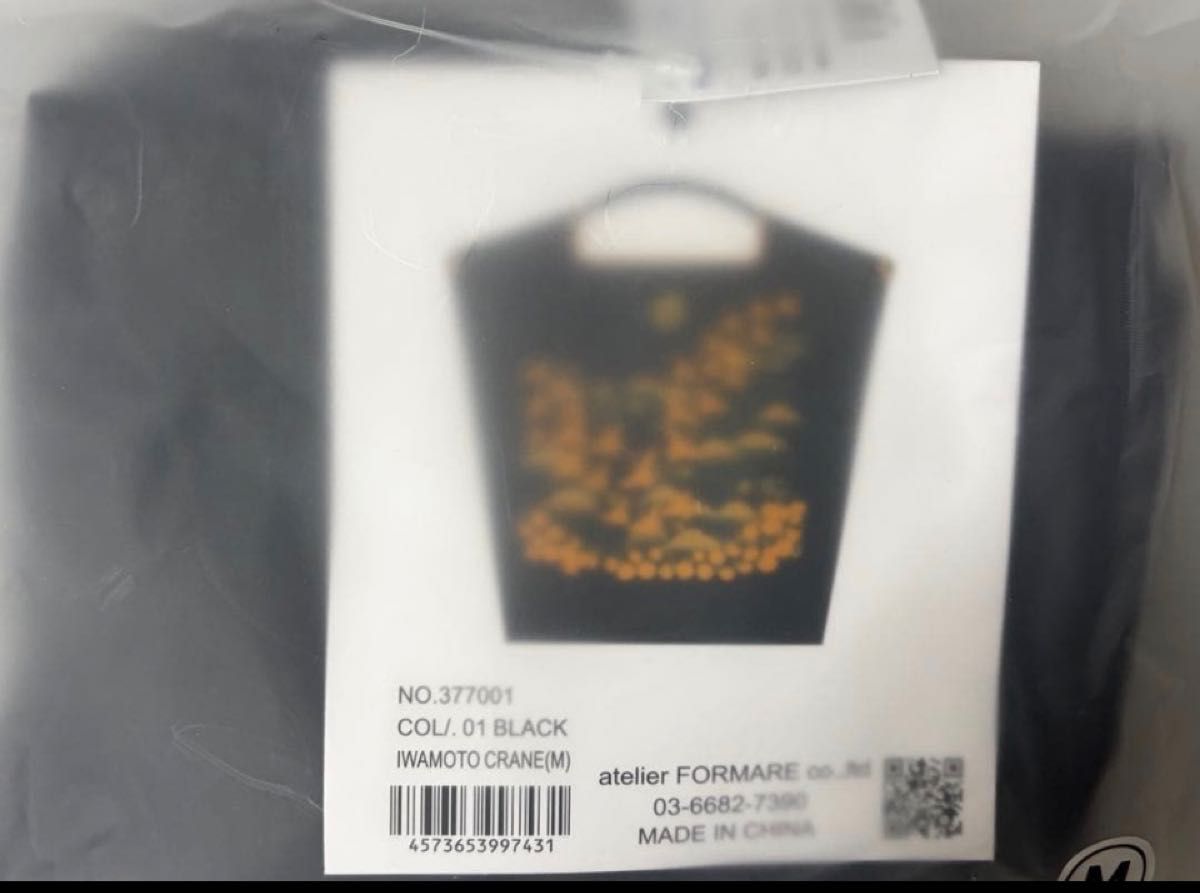 NO.377001
COL/. 01 BLACK
IWAMOTO CRANE(M)
4573653997431
atelier FORMARE co.,ltd
03-6682-7390
MADE IN CHINA
M